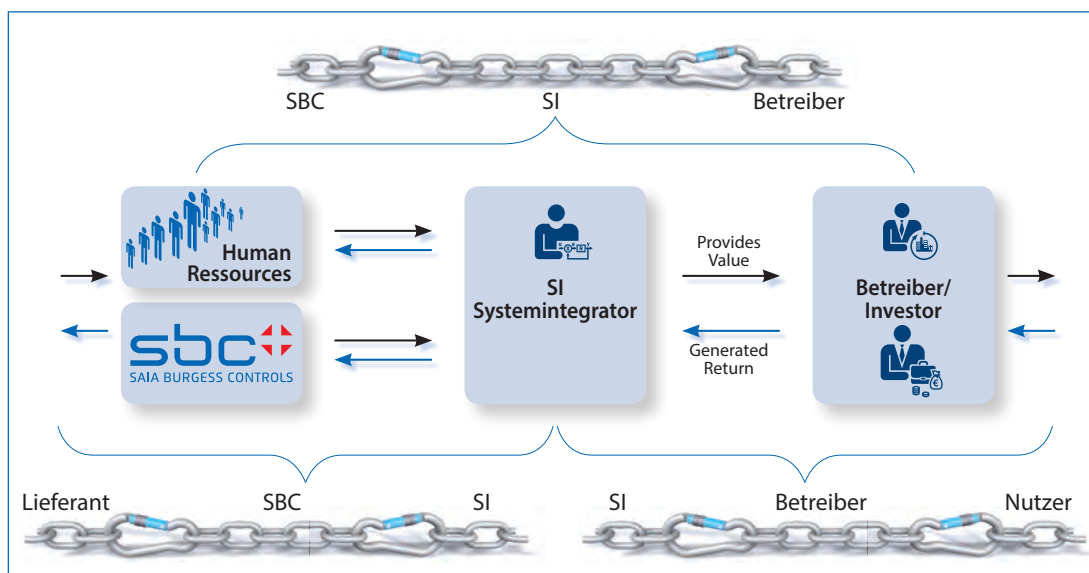 SBC SI Betreiber
Human
Ressources
sbc
SAIA BURGESS CONTROLS
SI
Systemintegrator
Provides
Value
Generated
Return
Betreiber/
Investor
Lieferant SBC SI
SI Betreiber Nutzer